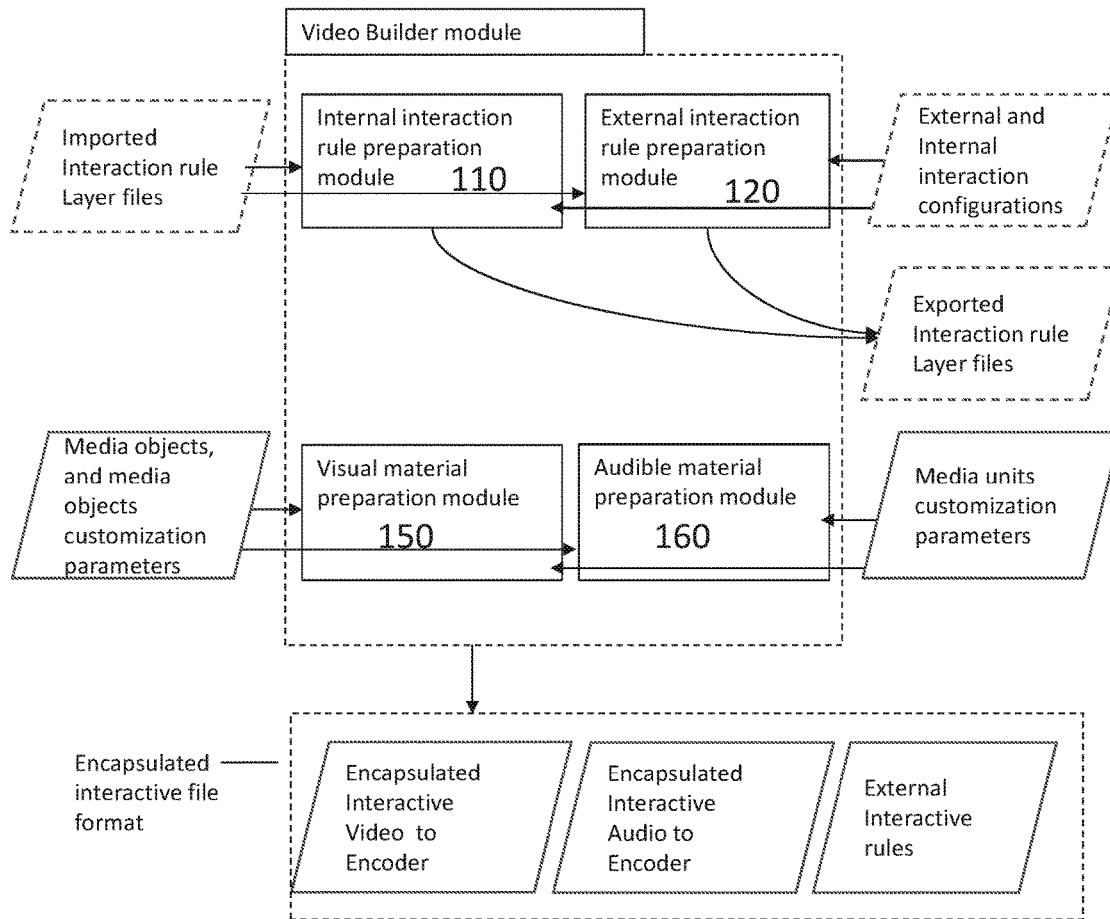 Video Builder module
Imported
Interaction rule
Layer files
Internal interaction
rule preparation
module
110
External interaction
rule preparation
module
120
External and
Internal
interaction
configurations
Exported
Interaction rule
Layer files
Media objects,
and media
objects
customization
parameters
Visual material
preparation module
150
Audible material
preparation module
160
Media units
customization
parameters
Encapsulated
interactive file
format
Encapsulated
Interactive
Video to
Encoder
Encapsulated
Interactive
Audio to
Encoder
External
Interactive
rules